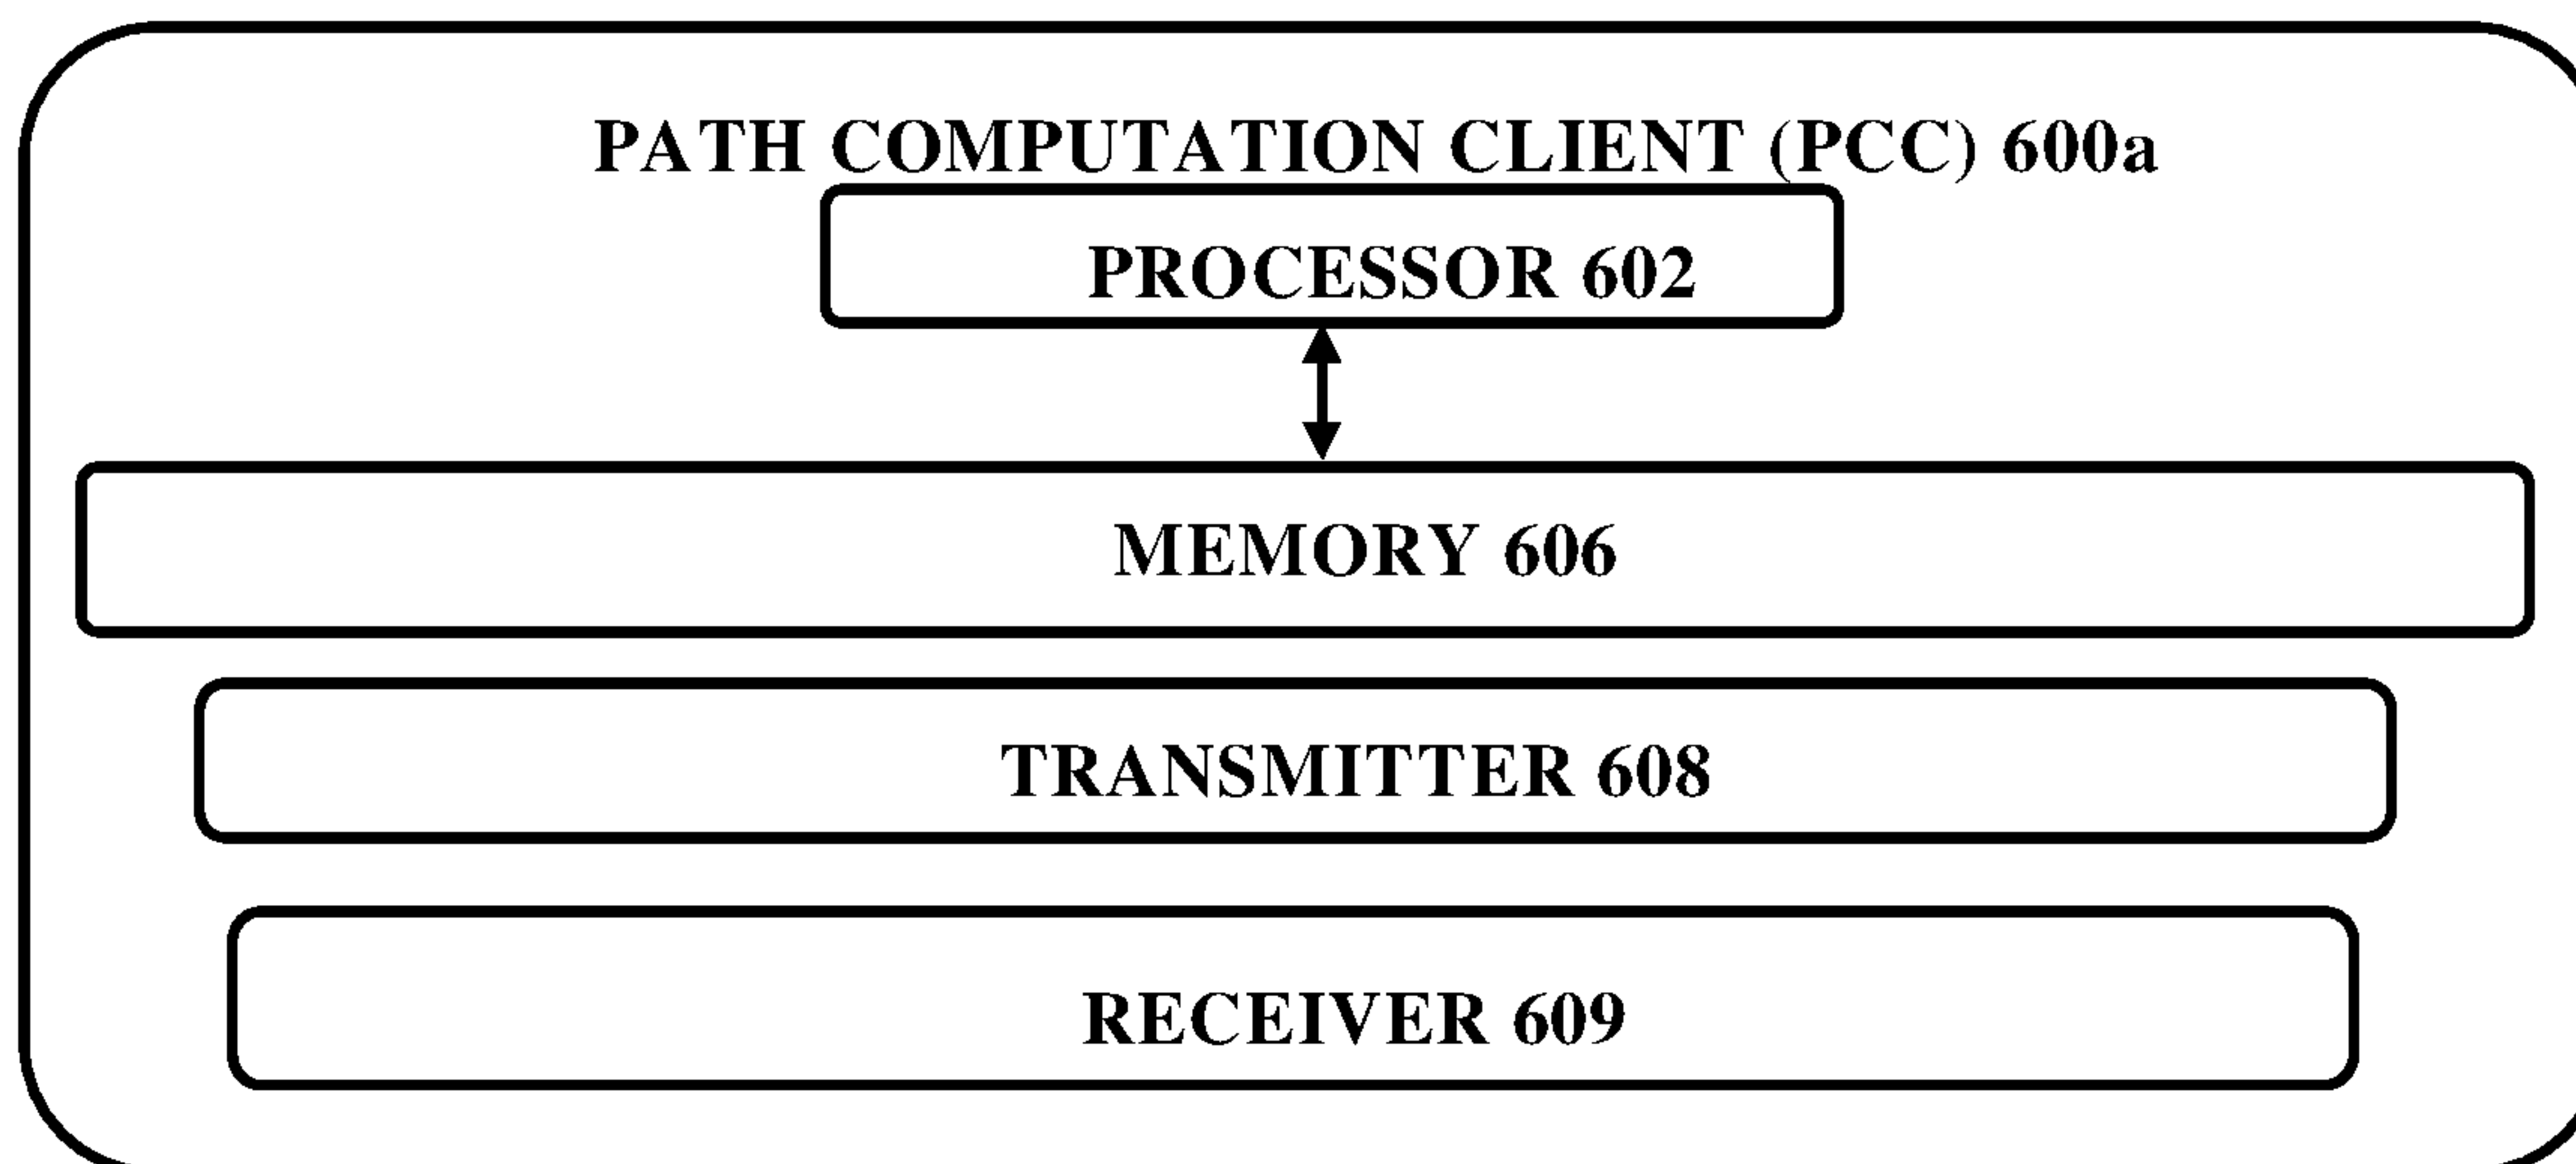 PATH COMPUTATION CLIENT (PCC) 600a
PROCESSOR 602
MEMORY 606
TRANSMITTER 608
RECEIVER 609